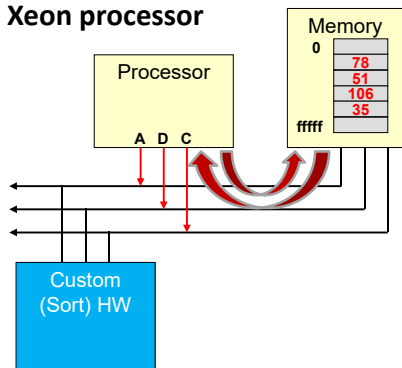 Xeon processor
Memory
0
78
51
106
35
fffff
Processor
A D C
Custom
(Sort) HW